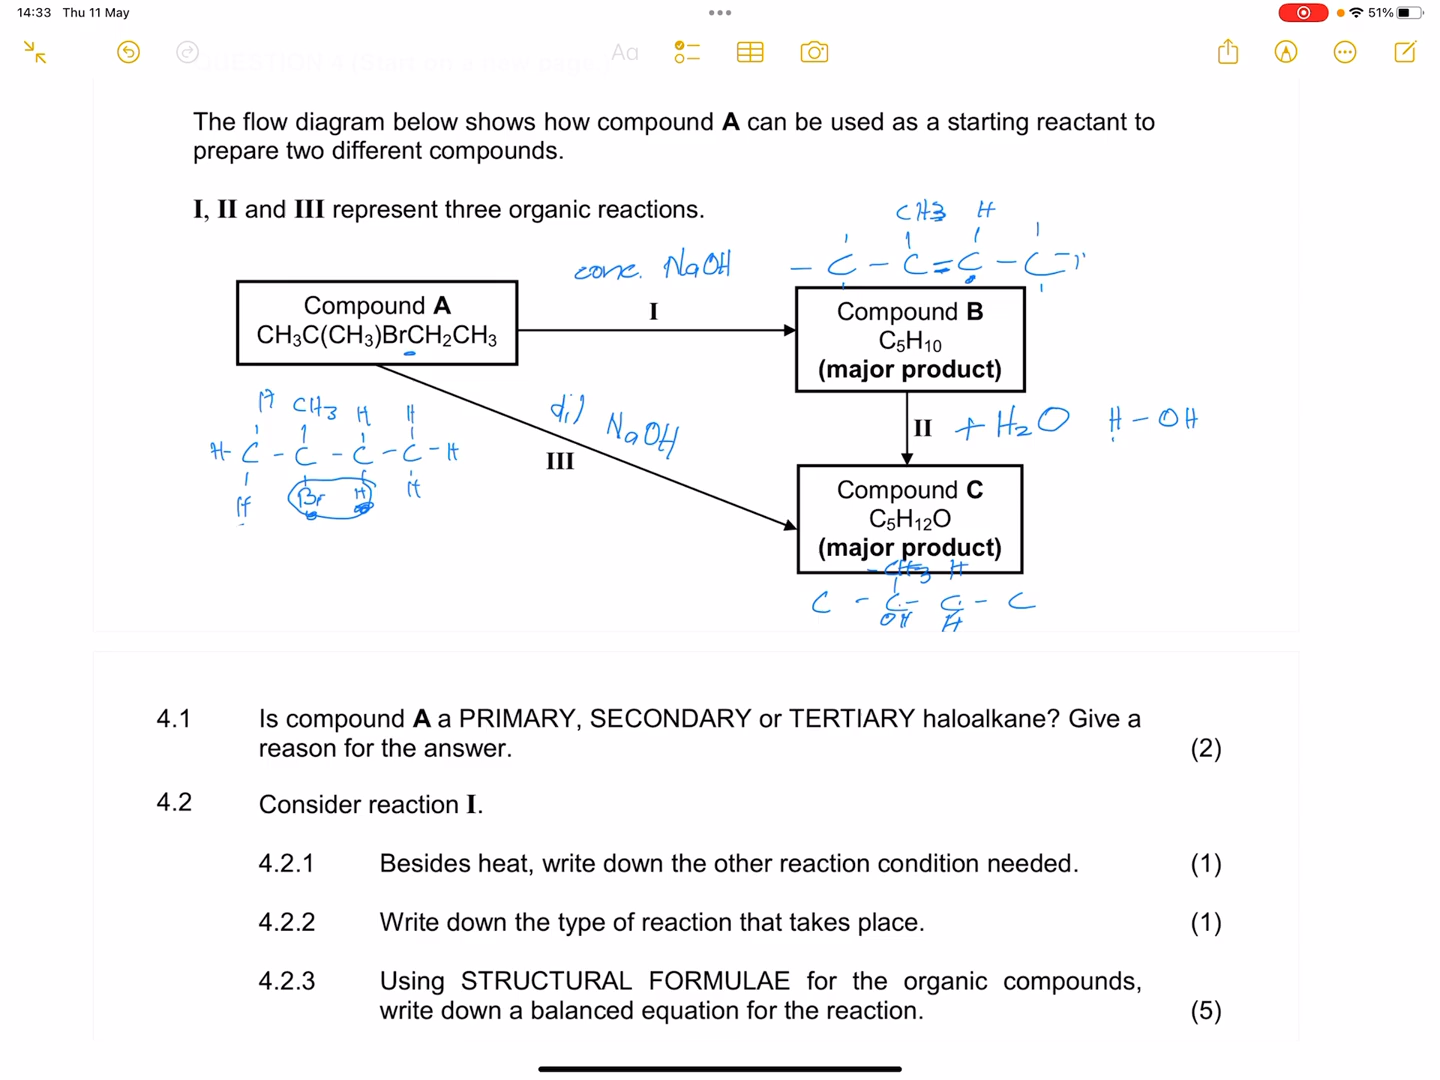 14:33 Thu 11 May
51%
Aa
The flow diagram below shows how compound A can be used as a starting reactant to
prepare two different compounds.
I, II and III represent three organic reactions.
CH3 H
conc. NaOH
- C - C = C - C -
Compound A
CH₃C(CH₃)BrCH₂CH₃
I
Compound B
C₅H₁₀
(major product)
H CH3 H H
H - C - C - C - C - H
H Br H H
dil NaOH
III
II + H2O H - OH
Compound C
C₅H₁₂O
(major product)
- CH3 H
C - C - C - C
OH H
4.1 Is compound A a PRIMARY, SECONDARY or TERTIARY haloalkane? Give a
reason for the answer. (2)
4.2 Consider reaction I.
4.2.1 Besides heat, write down the other reaction condition needed. (1)
4.2.2 Write down the type of reaction that takes place. (1)
4.2.3 Using STRUCTURAL FORMULAE for the organic compounds,
write down a balanced equation for the reaction. (5)